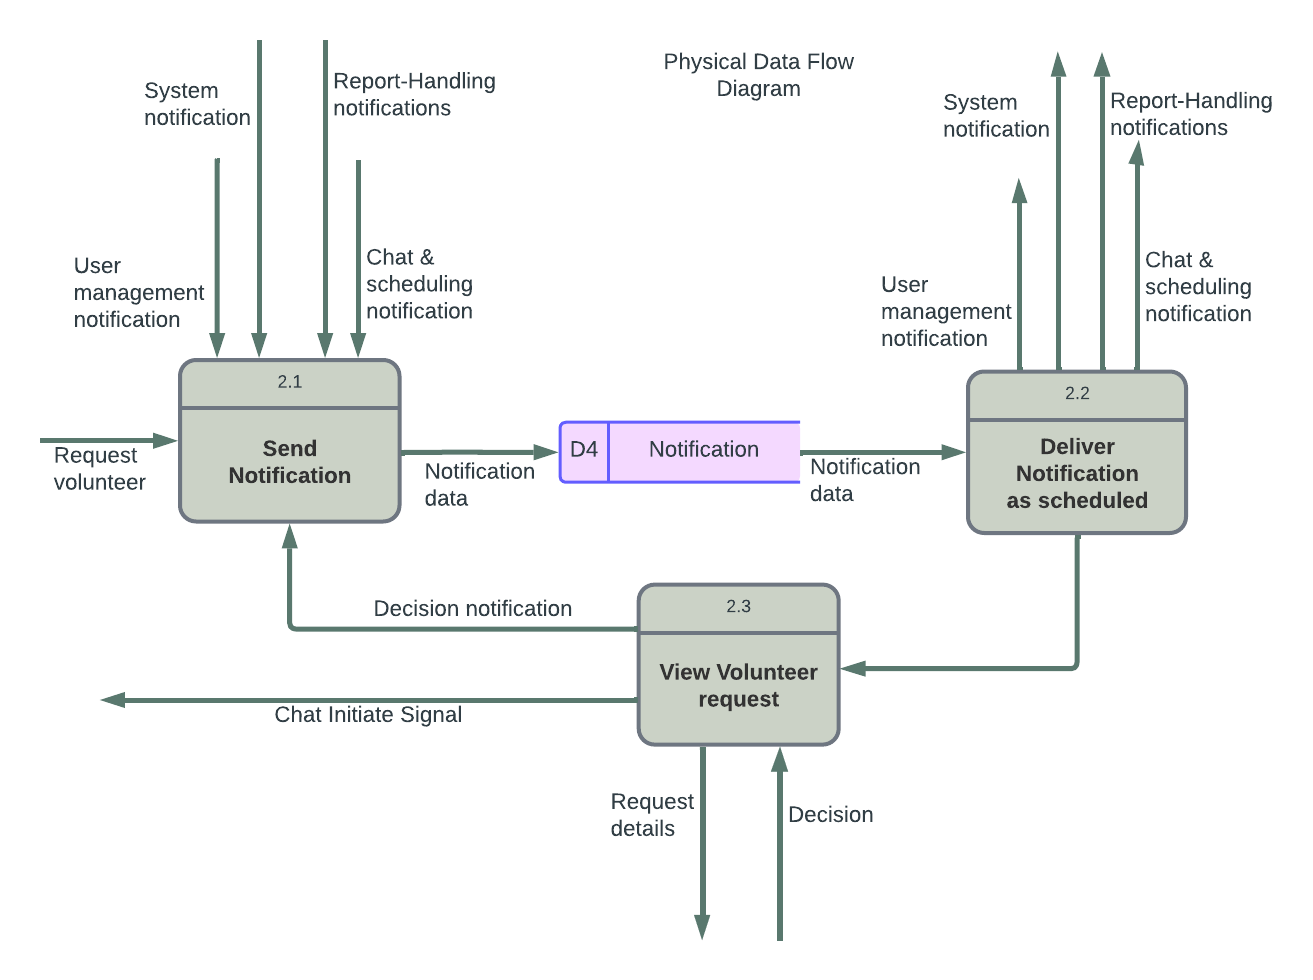 Physical Data Flow
Diagram
System
notification
Report-Handling
notifications
User
management
notification
Chat &
scheduling
notification
System
notification
Report-Handling
notifications
User
management
notification
Chat &
scheduling
notification
2.1
Send
Notification
Request
volunteer
Notification
data
D4
Notification
Notification
data
2.2
Deliver
Notification
as scheduled
Decision notification
2.3
View Volunteer
request
Chat Initiate Signal
Request
details
Decision